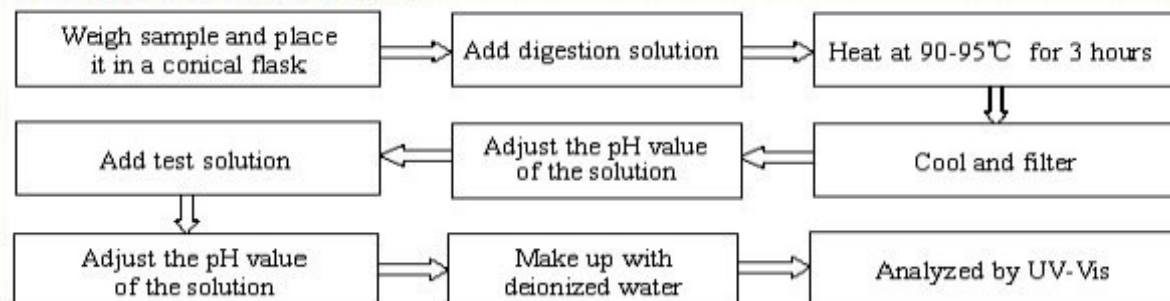 Weigh sample and place
it in a conical flask
Add digestion solution
Heat at 90-95℃ for 3 hours
Cool and filter
Adjust the pH value
of the solution
Add test solution
Adjust the pH value
of the solution
Make up with
deionized water
Analyzed by UV-Vis